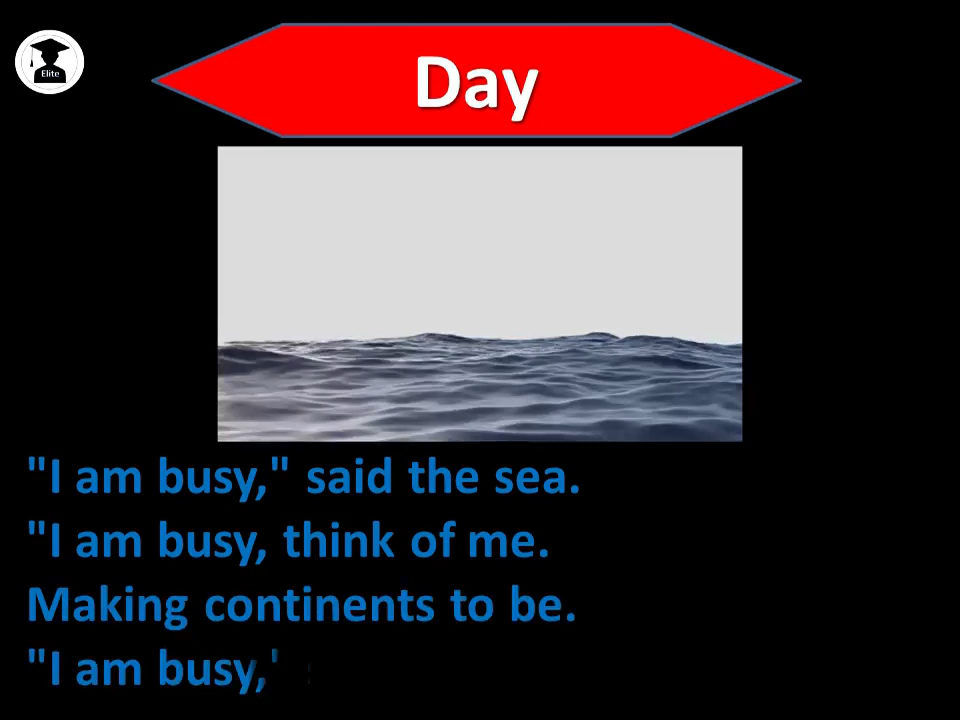 Elite
Day
"I am busy," said the sea.
"I am busy, think of me.
Making continents to be.
"I am busy,'